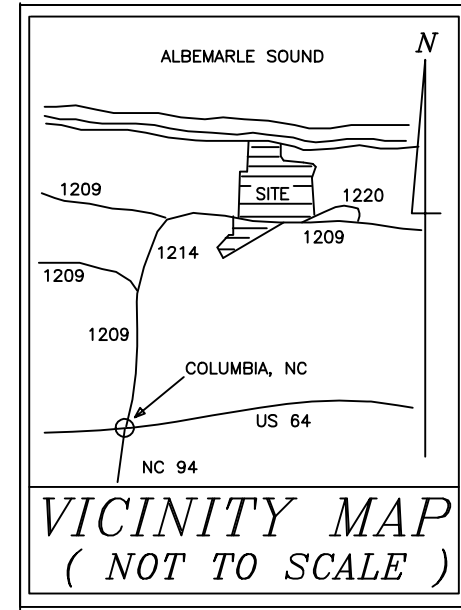 ALBEMARLE SOUND
N
1209
SITE
1220
1214
1209
1209
1209
COLUMBIA, NC
US 64
NC 94
VICINITY MAP
( NOT TO SCALE )